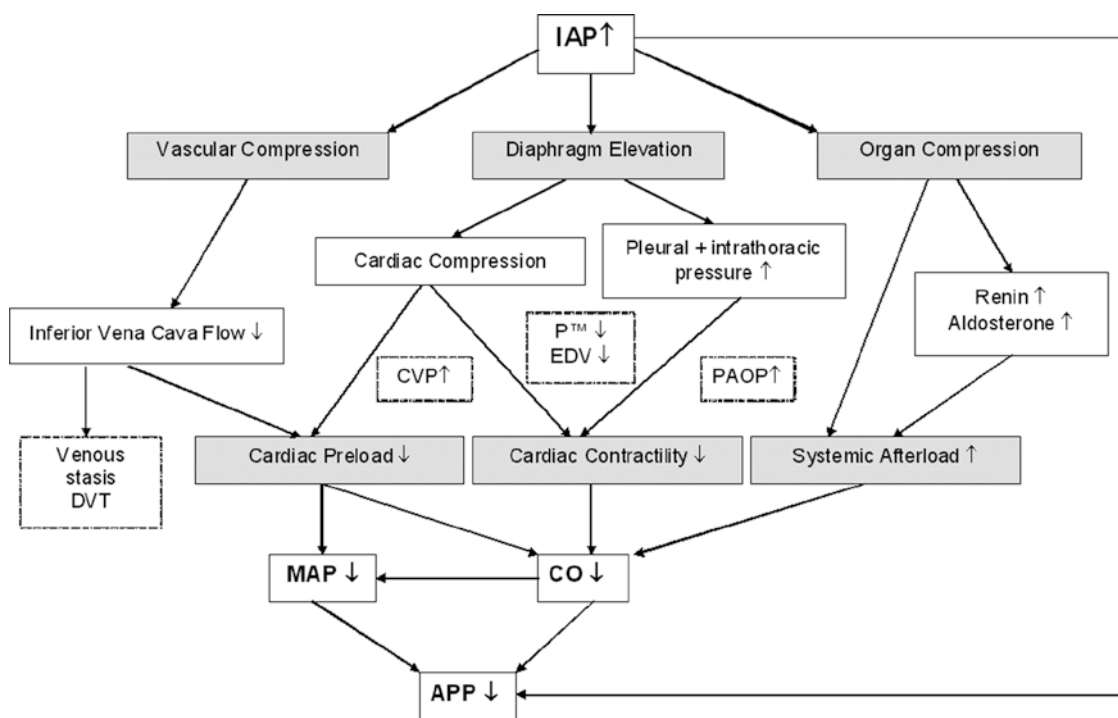 IAP↑
Vascular Compression
Diaphragm Elevation
Organ Compression
Cardiac Compression
Pleural + intrathoracic
pressure ↑
Renin ↑
Aldosterone ↑
Inferior Vena Cava Flow ↓
P™ ↓
EDV ↓
CVP↑
PAOP↑
Venous
stasis
DVT
Cardiac Preload ↓
Cardiac Contractility ↓
Systemic Afterload ↑
MAP ↓
CO ↓
APP ↓